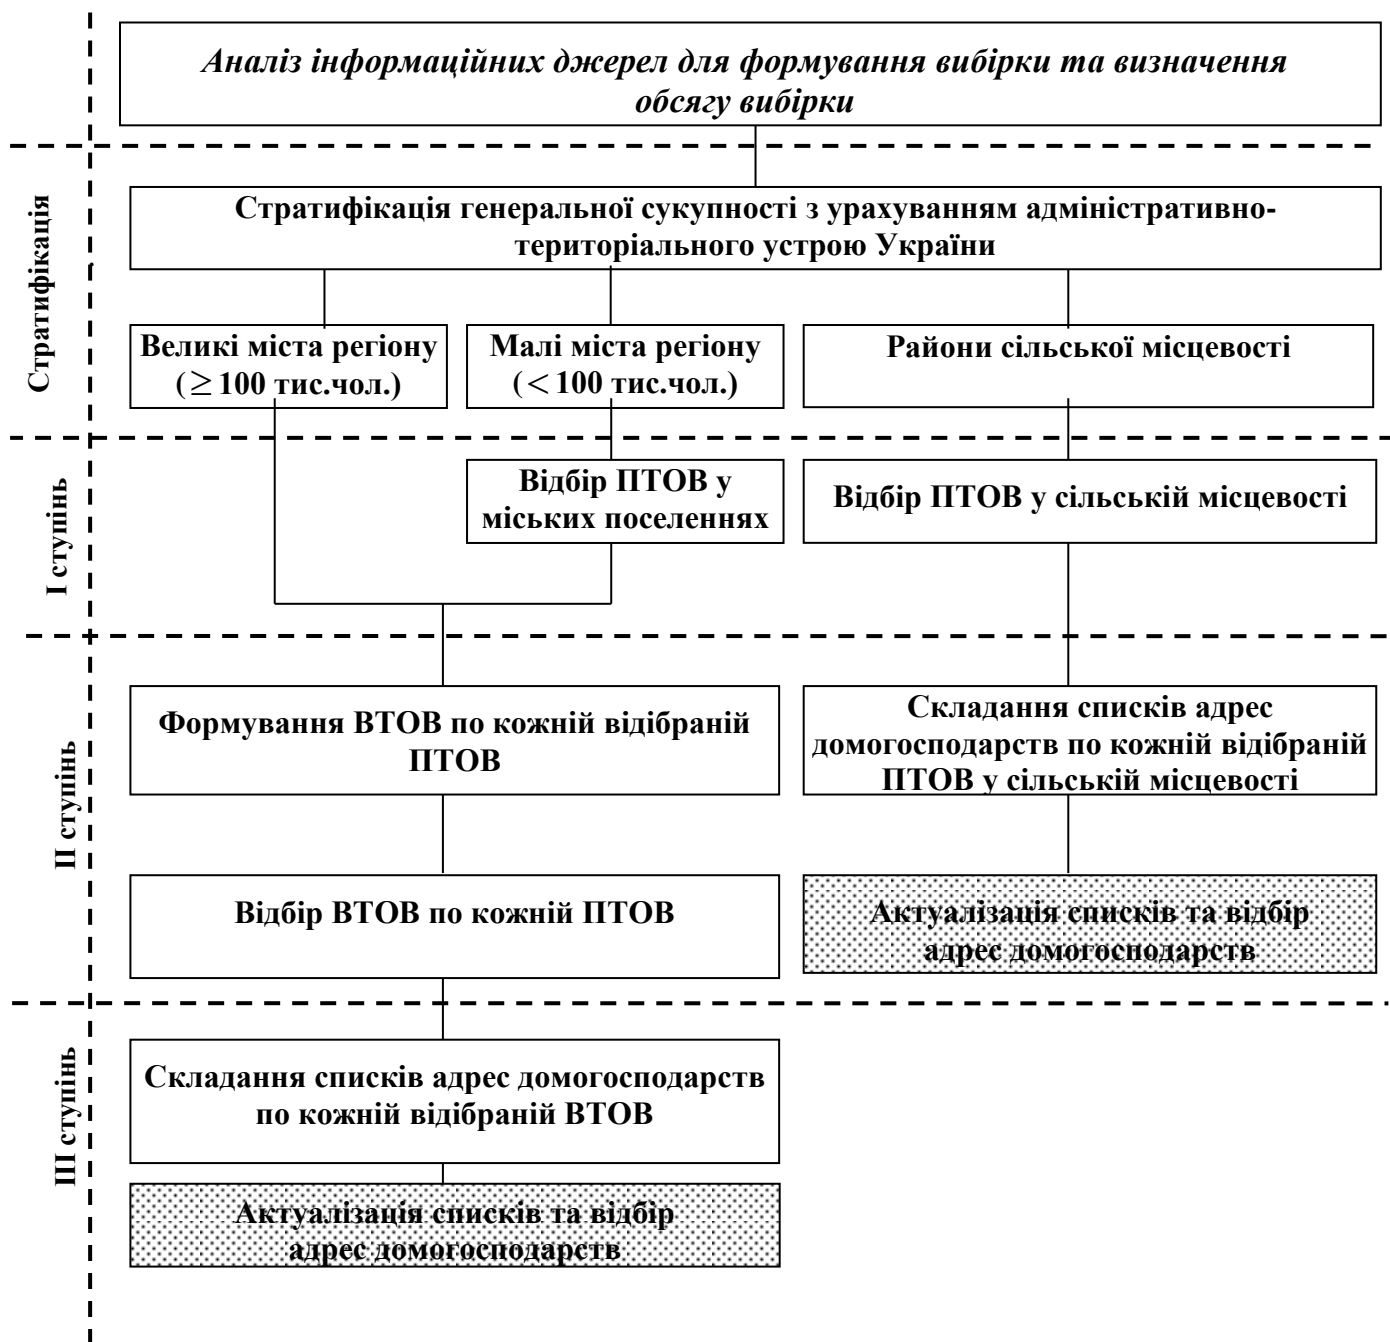 Аналіз інформаційних джерел для формування вибірки та визначення
обсягу вибірки
Стратифікація
Стратифікація генеральної сукупності з урахуванням адміністративно-
територіального устрою України
Великі міста регіону
(≥100 тис.чол.)
Малі міста регіону
(<100 тис.чол.)
Райони сільської місцевості
І ступінь
Відбір ПТОВ у
міських поселеннях
Відбір ПТОВ у сільській місцевості
ІІ ступінь
Формування ВТОВ по кожній відібраній
ПТОВ
Складання списків адрес
домогосподарств по кожній відібраній
ПТОВ у сільській місцевості
Відбір ВТОВ по кожній ПТОВ
Актуалізація списків та відбір
адрес домогосподарств
ІІІ ступінь
Складання списків адрес домогосподарств
по кожній відібраній ВТОВ
Актуалізація списків та відбір
адрес домогосподарств